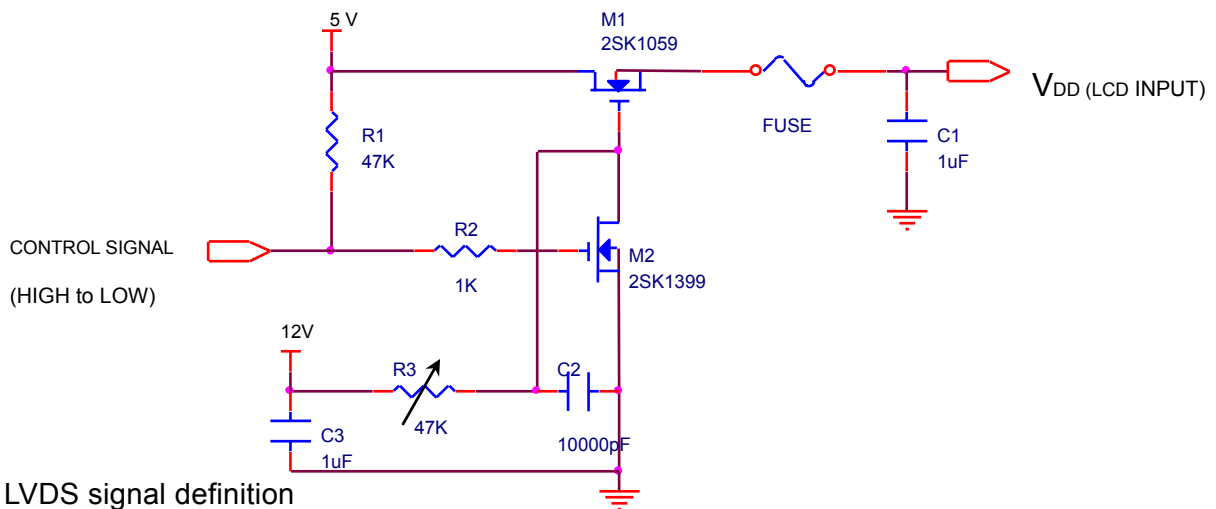 5 V
M1
2SK1059
R1
47K
FUSE
C1
1uF
VDD (LCD INPUT)
CONTROL SIGNAL
(HIGH to LOW)
R2
1K
M2
2SK1399
12V
R3
47K
C2
10000pF
C3
1uF
LVDS signal definition